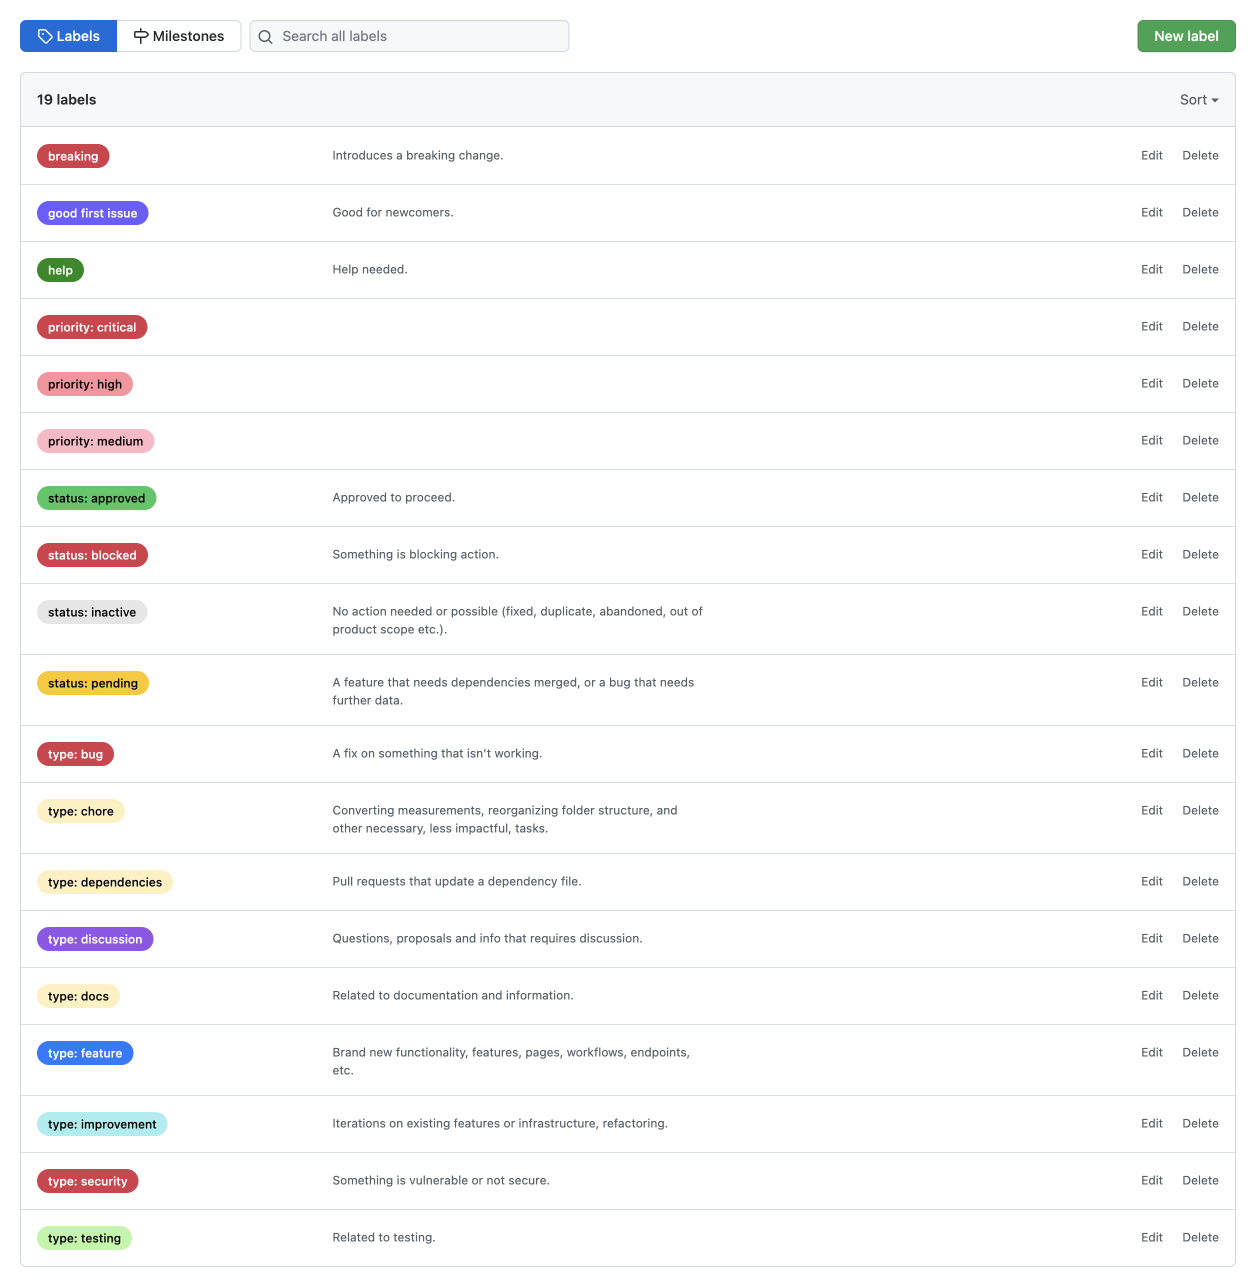 Labels
Milestones
Search all labels
New label
19 labels
Sort
breaking
Introduces a breaking change.
Edit
Delete
good first issue
Good for newcomers.
Edit
Delete
help
Help needed.
Edit
Delete
priority: critical
Edit
Delete
priority: high
Edit
Delete
priority: medium
Edit
Delete
status: approved
Approved to proceed.
Edit
Delete
status: blocked
Something is blocking action.
Edit
Delete
status: inactive
No action needed or possible (fixed, duplicate, abandoned, out of
product scope etc.).
Edit
Delete
status: pending
A feature that needs dependencies merged, or a bug that needs
further data.
Edit
Delete
type: bug
A fix on something that isn't working.
Edit
Delete
type: chore
Converting measurements, reorganizing folder structure, and
other necessary, less impactful, tasks.
Edit
Delete
type: dependencies
Pull requests that update a dependency file.
Edit
Delete
type: discussion
Questions, proposals and info that requires discussion.
Edit
Delete
type: docs
Related to documentation and information.
Edit
Delete
type: feature
Brand new functionality, features, pages, workflows, endpoints,
etc.
Edit
Delete
type: improvement
Iterations on existing features or infrastructure, refactoring.
Edit
Delete
type: security
Something is vulnerable or not secure.
Edit
Delete
type: testing
Related to testing.
Edit
Delete